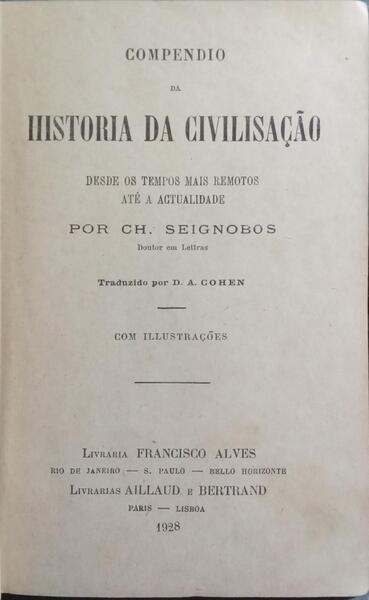 COMPENDIO
DA
HISTORIA DA CIVILISAÇÃO
DESDE OS TEMPOS MAIS REMOTOS
ATÉ A ACTUALIDADE
POR CH. SEIGNOBOS
Doutor em Lettras
Traduzido por D. A. COHEN
COM ILLUSTRAÇÕES
LIVRARIA FRANCISCO ALVES
RIO DE JANEIRO — S. PAULO — BELLO HORIZONTE
LIVRARIAS AILLAUD E BERTRAND
PARIS — LISBOA
1928